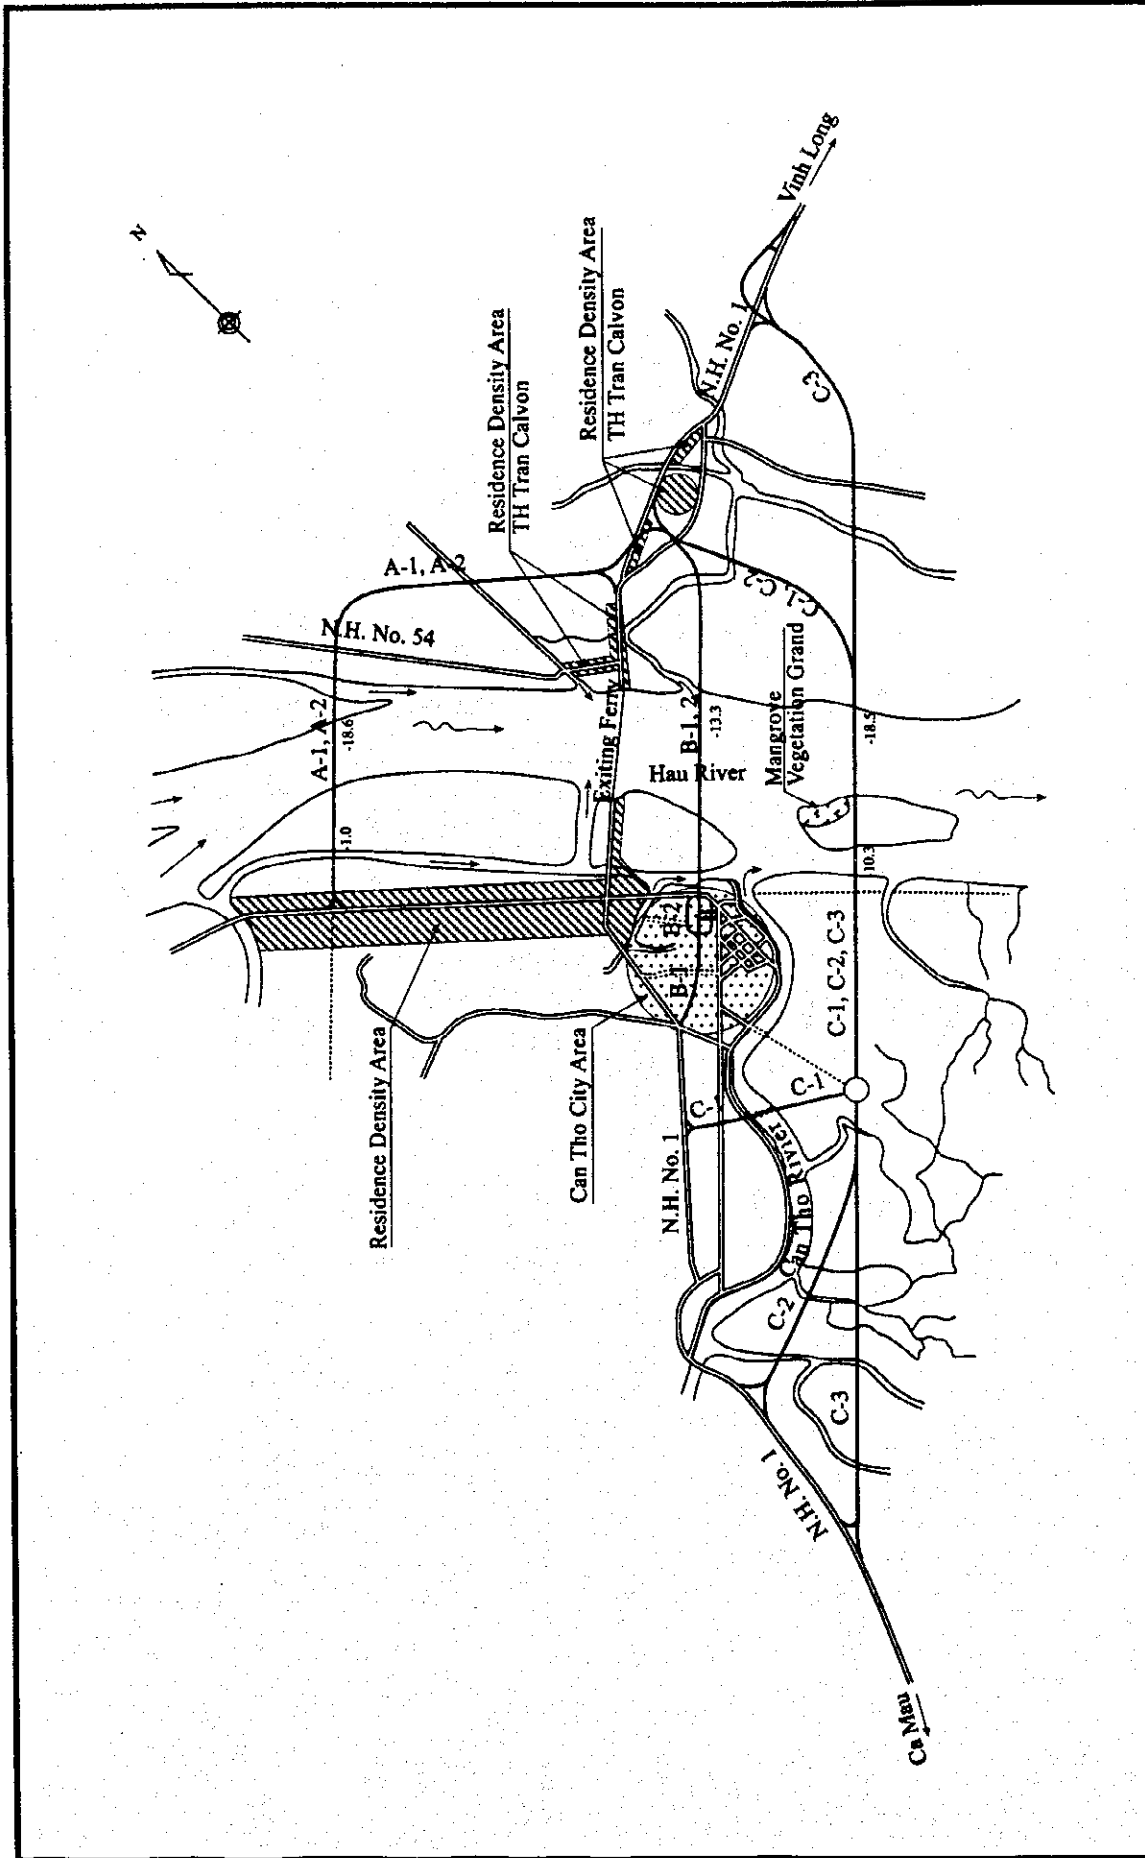 N
Vinh Long
Residence Density Area
TH Tran Calvon
Residence Density Area
TH Tran Calvon
N.H. No. 1
C-3
A-1, A-2
C-1, C-2
N.H. No. 54
Mangrove
Vegetation Grand
A-1, A-2
-18.6
Exiting Ferry
B-1, 2
-13.3
-18.5
Hau River
-1.0
10.3
B-2
B-1
C-1, C-2, C-3
Residence Density Area
Can Tho City Area
C-1
C-1
N.H. No. 1
Can Tho Rivier
C-2
C-3
N.H. No. 1
Ca Mau